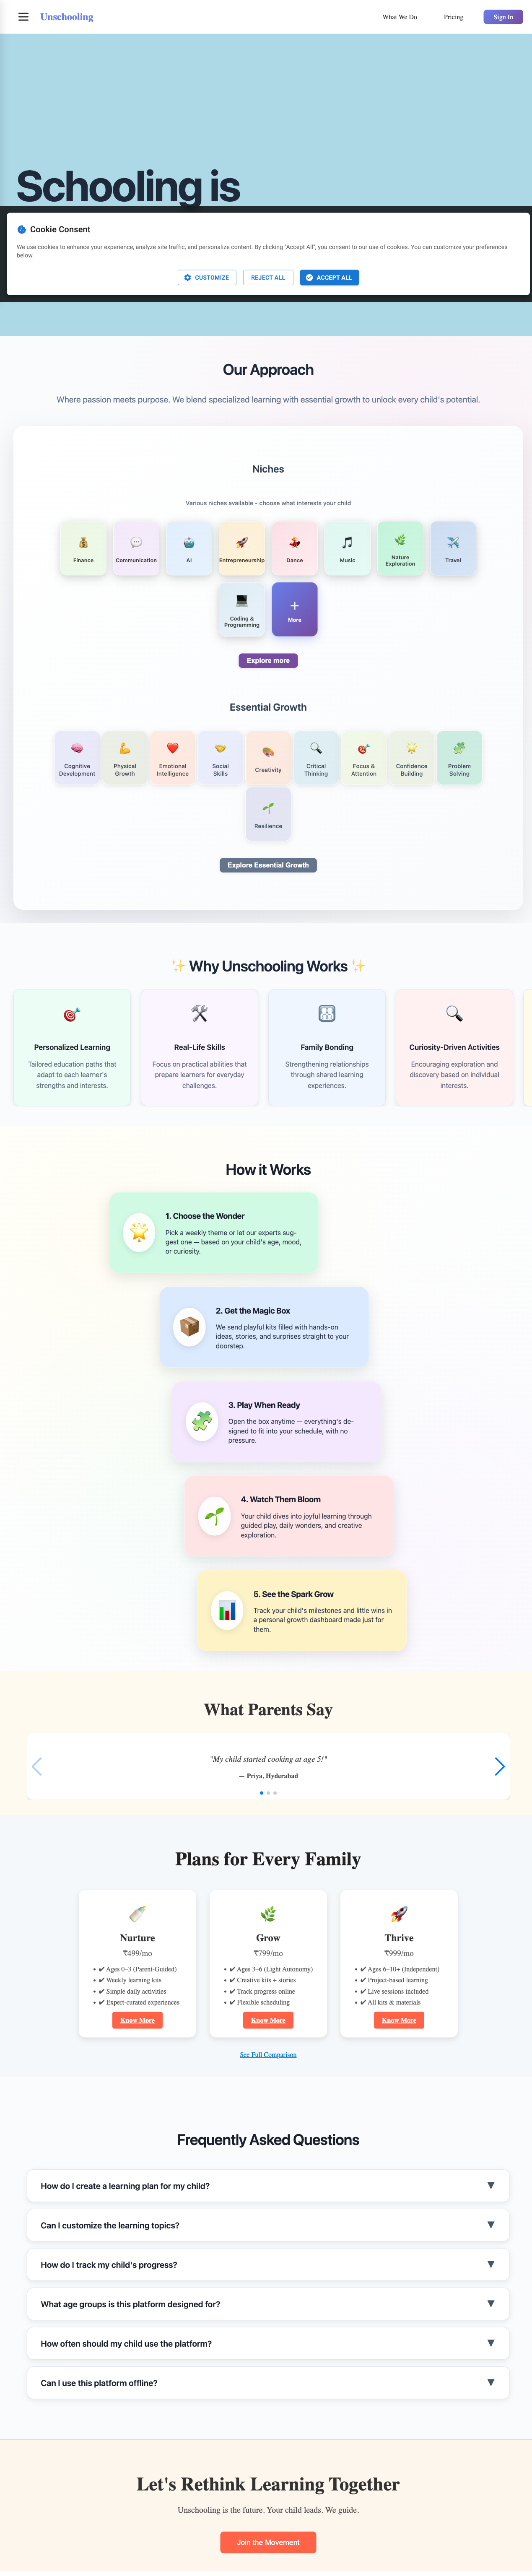 Unschooling
What We Do
Pricing
Sign In
Schooling is
Cookie Consent
We use cookies to enhance your experience, analyze site traffic, and personalize content. By clicking "Accept All", you consent to our use of cookies. You can customize your preferences
below.
CUSTOMIZE
REJECT ALL
ACCEPT ALL
Our Approach
Where passion meets purpose. We blend specialized learning with essential growth to unlock every child's potential.
Niches
Various niches available - choose what interests your child
Finance
Communication
AI
Entrepreneurship
Dance
Music
Nature
Exploration
Travel
Coding &
Programming
+
More
Explore more
Essential Growth
Cognitive
Development
Physical
Growth
Emotional
Intelligence
Social
Skills
Creativity
Critical
Thinking
Focus &
Attention
Confidence
Building
Problem
Solving
Resilience
Explore Essential Growth
✨ Why Unschooling Works ✨
Personalized Learning
Tailored education paths that
adapt to each learner's
strengths and interests.
Real-Life Skills
Focus on practical abilities that
prepare learners for everyday
challenges.
Family Bonding
Strengthening relationships
through shared learning
experiences.
Curiosity-Driven Activities
Encouraging exploration and
discovery based on individual
interests.
How it Works
1. Choose the Wonder
Pick a weekly theme or let our experts sug-
gest one — based on your child's age, mood,
or curiosity.
2. Get the Magic Box
We send playful kits filled with hands-on
ideas, stories, and surprises straight to your
doorstep.
3. Play When Ready
Open the box anytime — everything's de-
signed to fit into your schedule, with no
pressure.
4. Watch Them Bloom
Your child dives into joyful learning through
guided play, daily wonders, and creative
exploration.
5. See the Spark Grow
Track your child's milestones and little wins in
a personal growth dashboard made just for
them.
What Parents Say
"My child started cooking at age 5!"
— Priya, Hyderabad
Plans for Every Family
Nurture
₹499/mo
• ✔ Ages 0–3 (Parent-Guided)
• ✔ Weekly learning kits
• ✔ Simple daily activities
• ✔ Expert-curated experiences
Know More
Grow
₹799/mo
• ✔ Ages 3–6 (Light Autonomy)
• ✔ Creative kits + stories
• ✔ Track progress online
• ✔ Flexible scheduling
Know More
Thrive
₹999/mo
• ✔ Ages 6–10+ (Independent)
• ✔ Project-based learning
• ✔ Live sessions included
• ✔ All kits & materials
Know More
See Full Comparison
Frequently Asked Questions
How do I create a learning plan for my child?
Can I customize the learning topics?
How do I track my child's progress?
What age groups is this platform designed for?
How often should my child use the platform?
Can I use this platform offline?
Let's Rethink Learning Together
Unschooling is the future. Your child leads. We guide.
Join the Movement